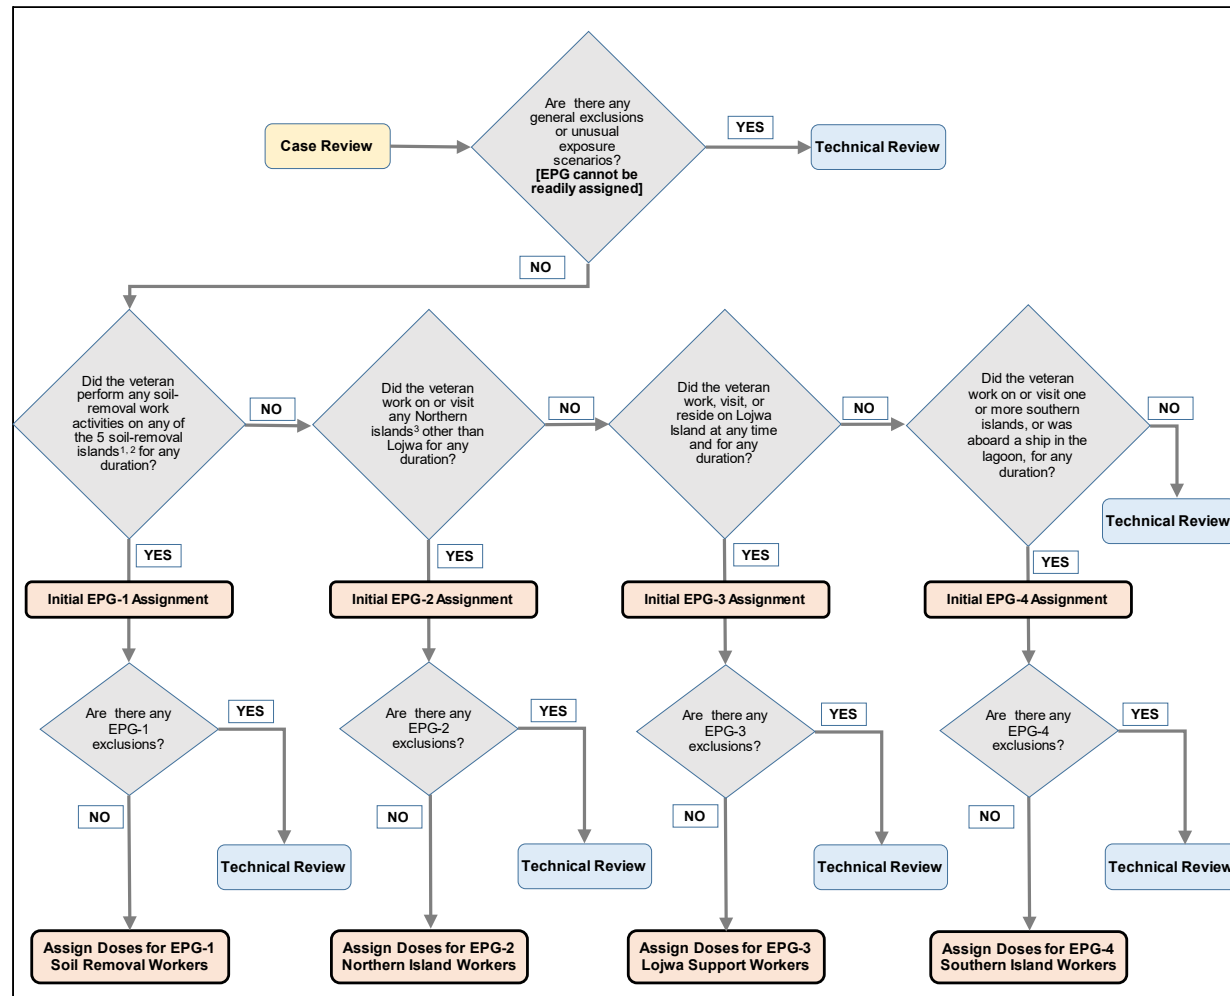 Are there any
general exclusions
or unusual
exposure
scenarios?
[EPG cannot be
readily assigned]
Case Review
YES
Technical Review
NO
Did the veteran
perform any soil-
removal work
activities on any of
the 5 soil-removal
islands1, 2 for any
duration?
NO
Did the veteran
work on or visit
any Northern
islands3 other than
Lojwa for any
duration?
NO
Did the veteran
work, visit, or
reside on Lojwa
Island at any time
and for any
duration?
NO
Did the veteran
work on or visit one
or more southern
islands, or was
aboard a ship in the
lagoon, for any
duration?
NO
Technical Review
YES
YES
YES
YES
Initial EPG-1 Assignment
Initial EPG-2 Assignment
Initial EPG-3 Assignment
Initial EPG-4 Assignment
Are there any
EPG-1
exclusions?
YES
Are there any
EPG-2
exclusions?
YES
Are there any
EPG-3
exclusions?
YES
Are there any
EPG-4
exclusions?
YES
NO
NO
NO
NO
Technical Review
Technical Review
Technical Review
Technical Review
Assign Doses for EPG-1
Soil Removal Workers
Assign Doses for EPG-2
Northern Island Workers
Assign Doses for EPG-3
Lojwa Support Workers
Assign Doses for EPG-4
Southern Island Workers